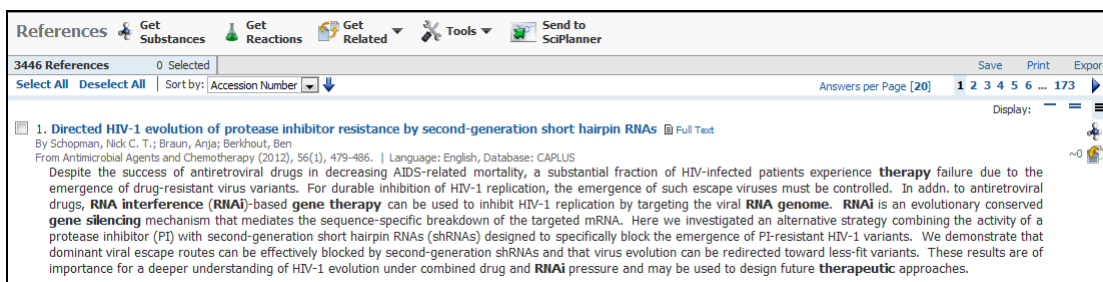 References Get Substances Get Reactions Get Related Tools Send to SciPlanner
3446 References 0 Selected Save Print Expor
Select All Deselect All Sort by: Accession Number Answers per Page [20] 1 2 3 4 5 6 ... 173
Display:
1. Directed HIV-1 evolution of protease inhibitor resistance by second-generation short hairpin RNAs Full Text
By Schopman, Nick C. T.; Braun, Anja; Berkhout, Ben
From Antimicrobial Agents and Chemotherapy (2012), 56(1), 479-486. | Language: English, Database: CAPLUS ~0
Despite the success of antiretroviral drugs in decreasing AIDS-related mortality, a substantial fraction of HIV-infected patients experience therapy failure due to the
emergence of drug-resistant virus variants. For durable inhibition of HIV-1 replication, the emergence of such escape viruses must be controlled. In addn. to antiretroviral
drugs, RNA interference (RNAi)-based gene therapy can be used to inhibit HIV-1 replication by targeting the viral RNA genome. RNAi is an evolutionary conserved
gene silencing mechanism that mediates the sequence-specific breakdown of the targeted mRNA. Here we investigated an alternative strategy combining the activity of a
protease inhibitor (PI) with second-generation short hairpin RNAs (shRNAs) designed to specifically block the emergence of PI-resistant HIV-1 variants. We demonstrate that
dominant viral escape routes can be effectively blocked by second-generation shRNAs and that virus evolution can be redirected toward less-fit variants. These results are of
importance for a deeper understanding of HIV-1 evolution under combined drug and RNAi pressure and may be used to design future therapeutic approaches.